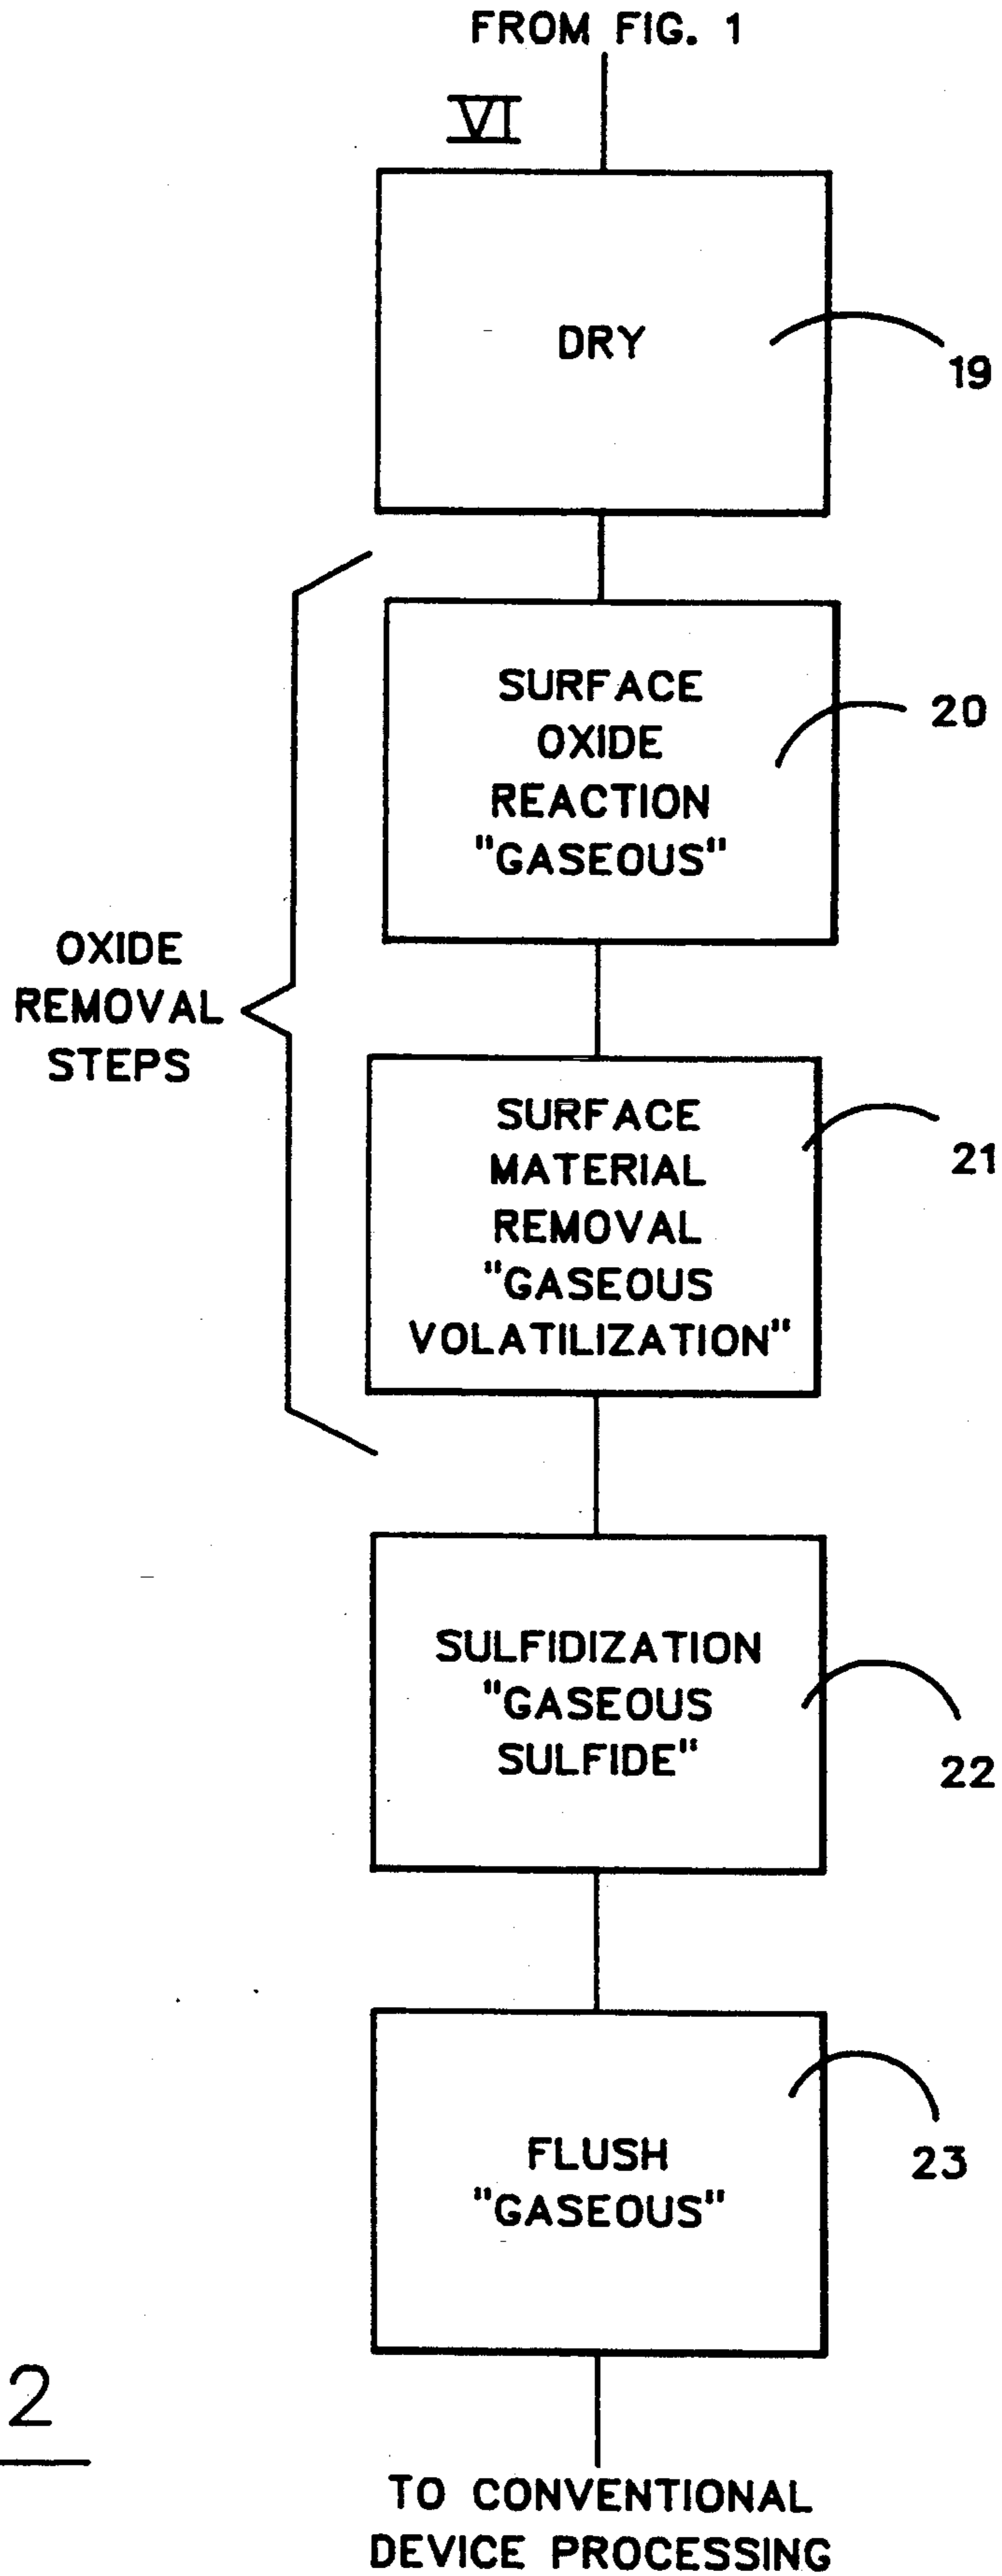 FROM FIG. 1
VI
DRY
19
SURFACE
OXIDE
REACTION
"GASEOUS"
20
OXIDE
REMOVAL
STEPS
SURFACE
MATERIAL
REMOVAL
"GASEOUS
VOLATILIZATION"
21
SULFIDIZATION
"GASEOUS
SULFIDE"
22
FLUSH
"GASEOUS"
23
2
TO CONVENTIONAL
DEVICE PROCESSING